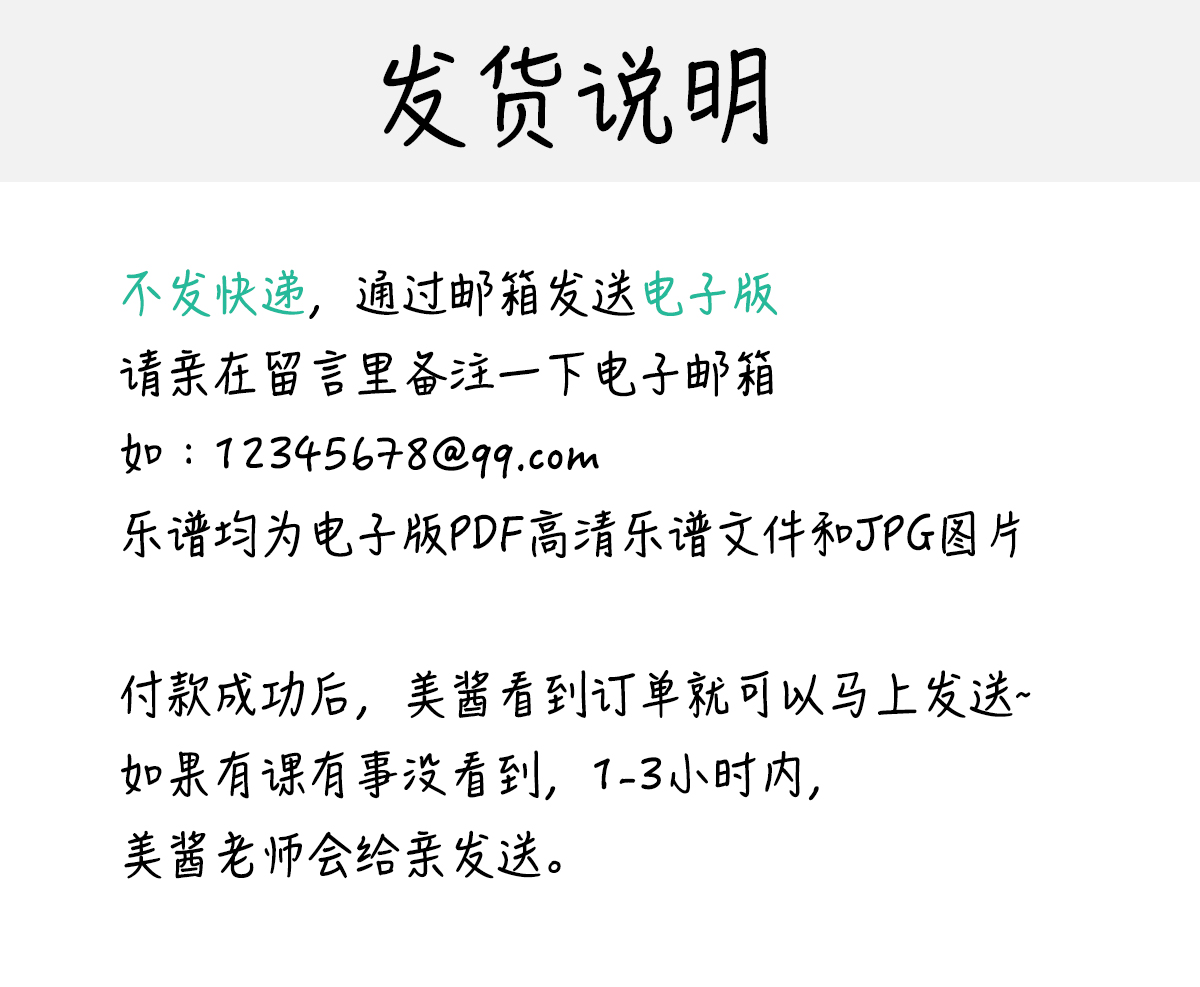 发货说明
不发快递，通过邮箱发送电子版
请亲在留言里备注一下电子邮箱
如：12345678@qq.com
乐谱均为电子版PDF高清乐谱文件和JPG图片
付款成功后，美酱看到订单就可以马上发送~
如果有课有事没看到，1-3小时内，
美酱老师会给亲发送。